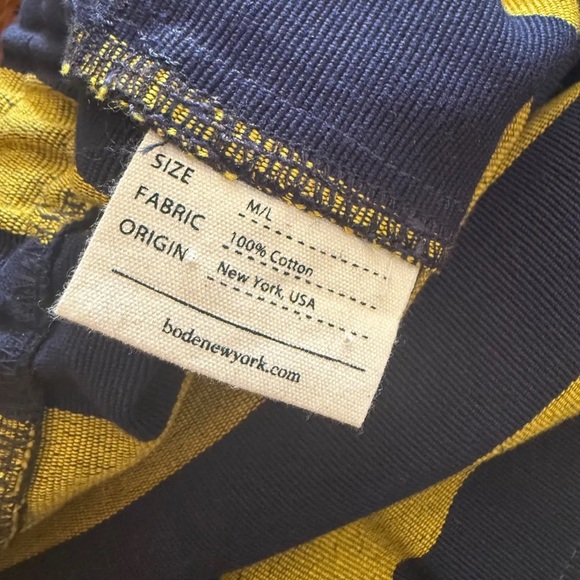 SIZE M/L
FABRIC 100% Cotton
ORIGIN New York, USA
bodenewyork.com